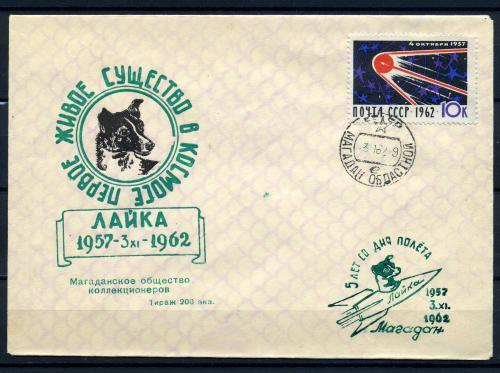 ПЕРВОЕ ЖИВОЕ СУЩЕСТВО В КОСМОСЕ
ЛАЙКА
1957-3XI-1962
Магаданское общество
коллекционеров
Тираж 200 экз.
4 ОКТЯБРЯ 1957
ПОЧТА СССР 1962 10К
МАГАДАН ОБЛАСТНОЙ
е
5 ЛЕТ СО ДНЯ ПОЛЁТА
Лайка
1957
3.XI.
1962
Магадан